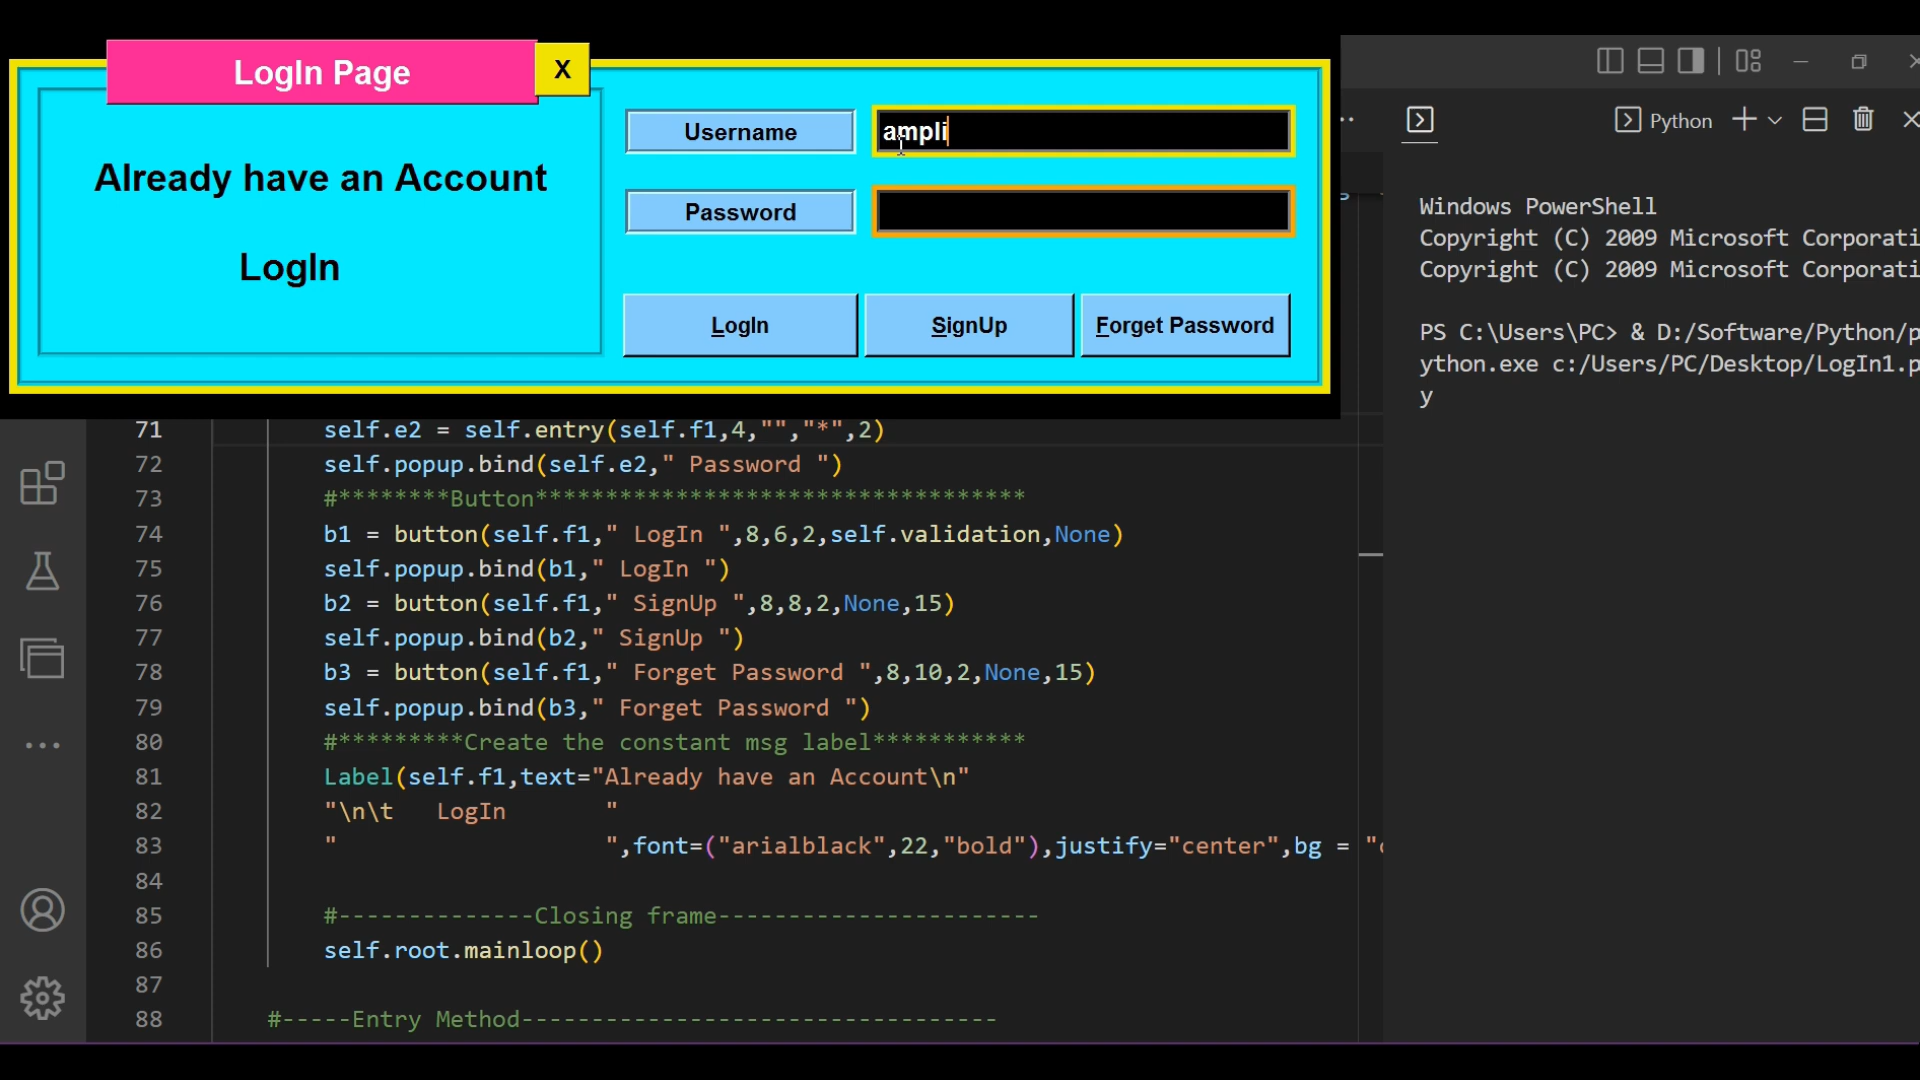 LogIn Page
X
Already have an Account
LogIn
Username
ampli
Password
LogIn
SignUp
Forget Password
Python
Windows PowerShell
Copyright (C) 2009 Microsoft Corporati
Copyright (C) 2009 Microsoft Corporati
PS C:\Users\PC> & D:/Software/Python/p
ython.exe c:/Users/PC/Desktop/LogIn1.p
y
71 self.e2 = self.entry(self.f1,4,"","*",2)
72 self.popup.bind(self.e2," Password ")
73 #********Button***********************************
74 b1 = button(self.f1," LogIn ",8,6,2,self.validation,None)
75 self.popup.bind(b1," LogIn ")
76 b2 = button(self.f1," SignUp ",8,8,2,None,15)
77 self.popup.bind(b2," SignUp ")
78 b3 = button(self.f1," Forget Password ",8,10,2,None,15)
79 self.popup.bind(b3," Forget Password ")
80 #*********Create the constant msg label***********
81 Label(self.f1,text="Already have an Account\n"
82 "\n\t   LogIn       "
83 "                   ",font=("arialblack",22,"bold"),justify="center",bg = "
84
85 #--------------Closing frame-----------------------
86 self.root.mainloop()
87
88 #-----Entry Method----------------------------------